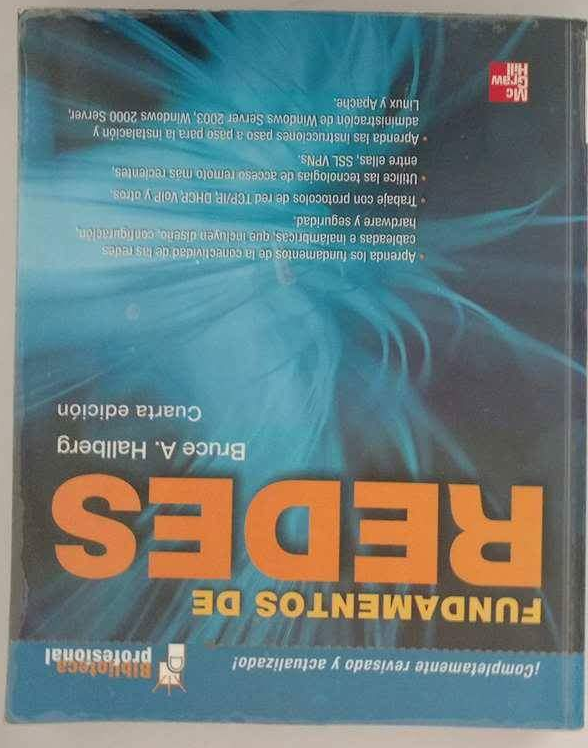 ¡Completamente revisado y actualizado!
Biblioteca
profesional
FUNDAMENTOS DE
REDES
Bruce A. Hallberg
Cuarta edición
• Aprenda los fundamentos de la conectividad de las redes
cableadas e inalámbricas, que incluyen diseño, configuración,
hardware y seguridad.
• Trabaje con protocolos de red TCP/IP, DHCP, VoIP y otros.
• Utilice las tecnologías de acceso remoto más recientes,
entre ellas, SSL VPNs.
• Aprenda las instrucciones paso a paso para la instalación y
administración de Windows Server 2003, Windows 2000 Server,
Linux y Apache.
Mc
Graw
Hill